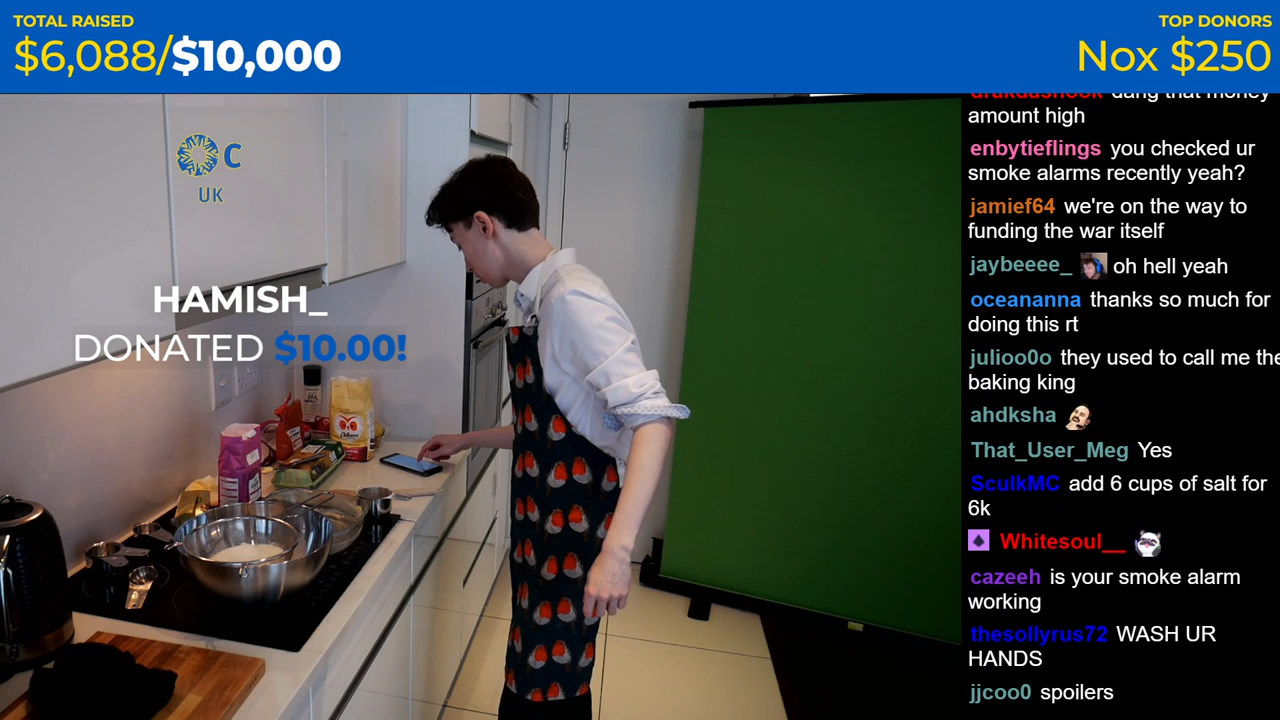 TOTAL RAISED
$6,088/$10,000
TOP DONORS
Nox $250
C
UK
HAMISH_
DONATED $10.00!
dang that money
amount high
enbytieflings you checked ur
smoke alarms recently yeah?
jamief64 we're on the way to
funding the war itself
jaybeeee_ oh hell yeah
oceananna thanks so much for
doing this rt
julioo0o they used to call me the
baking king
ahdksha
That_User_Meg Yes
SculkMC add 6 cups of salt for
6k
Whitesoul__
cazeeh is your smoke alarm
working
thesollyrus72 WASH UR
HANDS
jjcoo0 spoilers